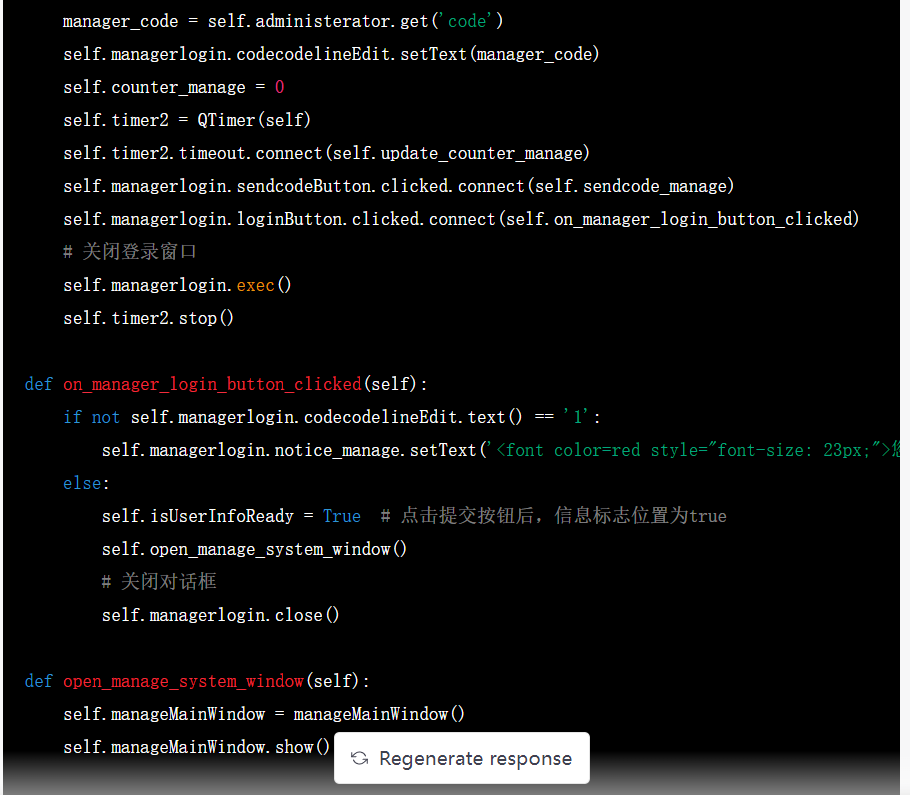 manager_code = self.administerator.get('code')
self.managerlogin.codecodelineEdit.setText(manager_code)
self.counter_manage = 0
self.timer2 = QTimer(self)
self.timer2.timeout.connect(self.update_counter_manage)
self.managerlogin.sendcodeButton.clicked.connect(self.sendcode_manage)
self.managerlogin.loginButton.clicked.connect(self.on_manager_login_button_clicked)
# 关闭登录窗口
self.managerlogin.exec()
self.timer2.stop()
def on_manager_login_button_clicked(self):
if not self.managerlogin.codecodelineEdit.text() == '1':
self.managerlogin.notice_manage.setText('<font color=red style="font-size: 23px;">
else:
self.isUserInfoReady = True # 点击提交按钮后，信息标志位置为true
self.open_manage_system_window()
# 关闭对话框
self.managerlogin.close()
def open_manage_system_window(self):
self.manageMainWindow = manageMainWindow()
self.manageMainWindow.show()
Regenerate response